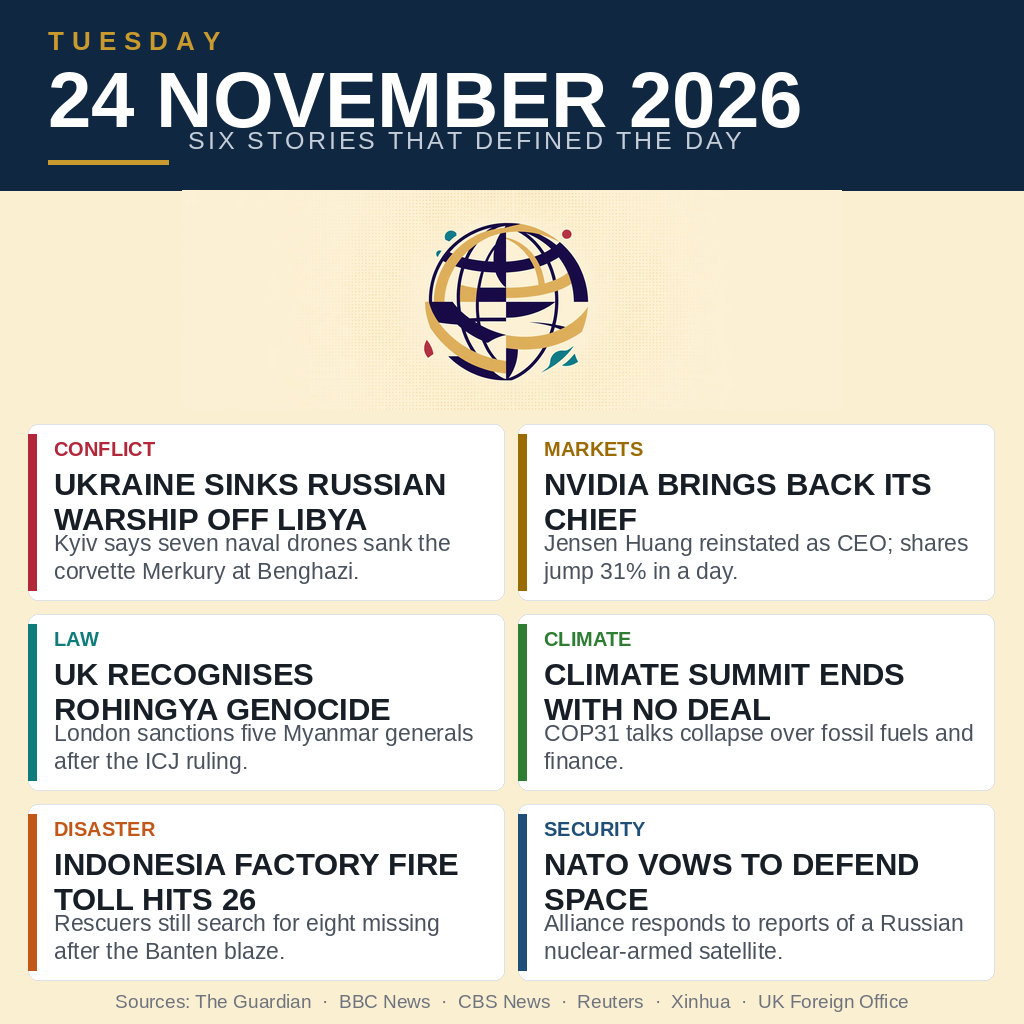 TUESDAY
24 NOVEMBER 2026
SIX STORIES THAT DEFINED THE DAY
CONFLICT
UKRAINE SINKS RUSSIAN
WARSHIP OFF LIBYA
Kyiv says seven naval drones sank the
corvette Merkury at Benghazi.
MARKETS
NVIDIA BRINGS BACK ITS
CHIEF
Jensen Huang reinstated as CEO; shares
jump 31% in a day.
LAW
UK RECOGNISES
ROHINGYA GENOCIDE
London sanctions five Myanmar generals
after the ICJ ruling.
CLIMATE
CLIMATE SUMMIT ENDS
WITH NO DEAL
COP31 talks collapse over fossil fuels and
finance.
DISASTER
INDONESIA FACTORY FIRE
TOLL HITS 26
Rescuers still search for eight missing
after the Banten blaze.
SECURITY
NATO VOWS TO DEFEND
SPACE
Alliance responds to reports of a Russian
nuclear-armed satellite.
Sources: The Guardian · BBC News · CBS News · Reuters · Xinhua · UK Foreign Office